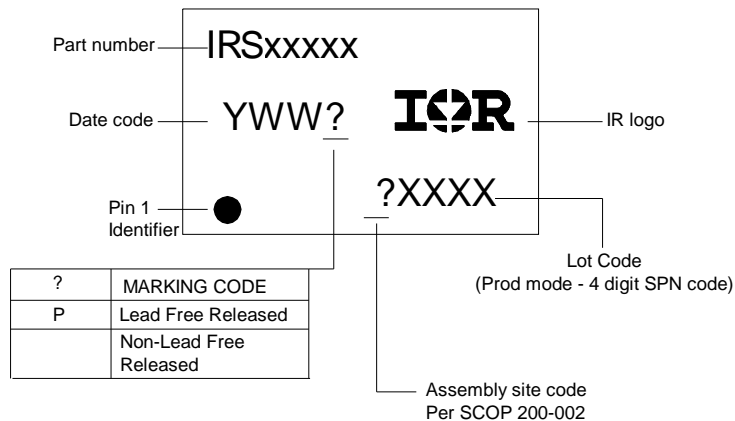 Part number
IRSxxxxx
Date code
YWW?
IOR
IR logo
Pin 1
Identifier
?XXXX
Lot Code
(Prod mode - 4 digit SPN code)
? MARKING CODE
P Lead Free Released
Non-Lead Free
Released
Assembly site code
Per SCOP 200-002